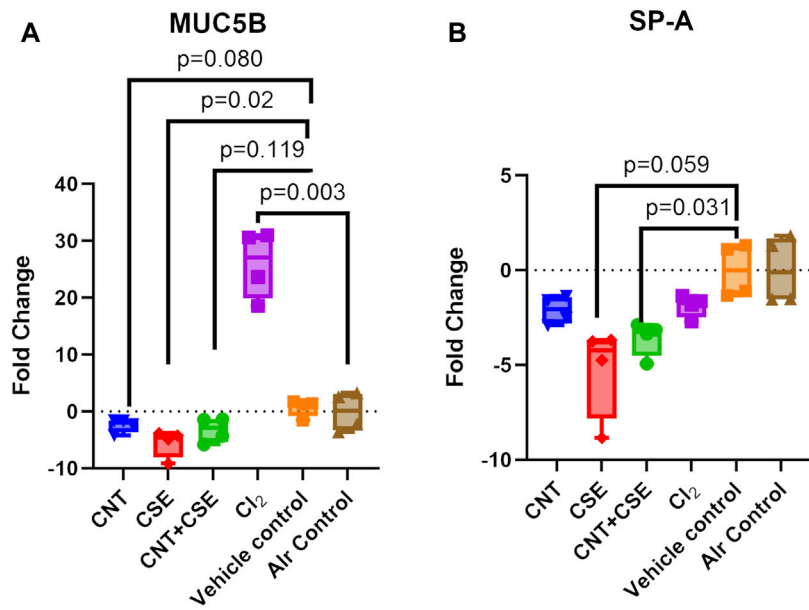 A
MUC5B
p=0.080
p=0.02
p=0.119
p=0.003
Fold Change
40
30
20
10
0
-10
CNT
CSE
CNT+CSE
Cl₂
Vehicle control
AIr Control
B
SP-A
p=0.059
p=0.031
Fold Change
5
0
-5
-10
CNT
CSE
CNT+CSE
Cl₂
Vehicle control
AIr Control